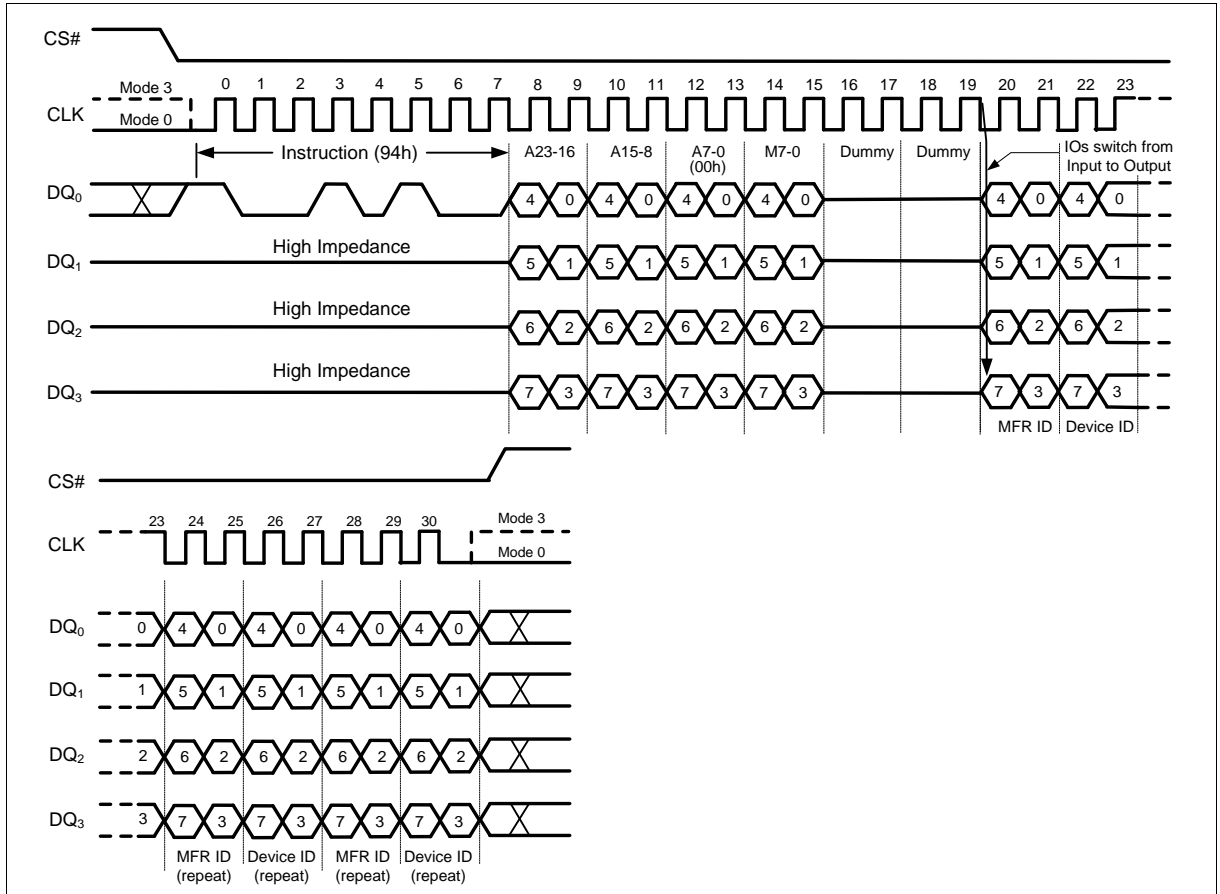 CS#
Mode 3 0 1 2 3 4 5 6 7 8 9 10 11 12 13 14 15 16 17 18 19 20 21 22 23
CLK
Mode 0
Instruction (94h) A23-16 A15-8 A7-0 M7-0 Dummy Dummy IOs switch from
(00h) Input to Output
DQ0 4 0 4 0 4 0 4 0 4 0 4 0
High Impedance
DQ1 5 1 5 1 5 1 5 1 5 1 5 1
High Impedance
DQ2 6 2 6 2 6 2 6 2 6 2 6 2
High Impedance
DQ3 7 3 7 3 7 3 7 3 7 3 7 3
MFR ID Device ID
CS#
23 24 25 26 27 28 29 30 Mode 3
CLK
Mode 0
DQ0 0 4 0 4 0 4 0 4 0
DQ1 1 5 1 5 1 5 1 5 1
DQ2 2 6 2 6 2 6 2 6 2
DQ3 3 7 3 7 3 7 3 7 3
MFR ID Device ID MFR ID Device ID
(repeat) (repeat) (repeat) (repeat)